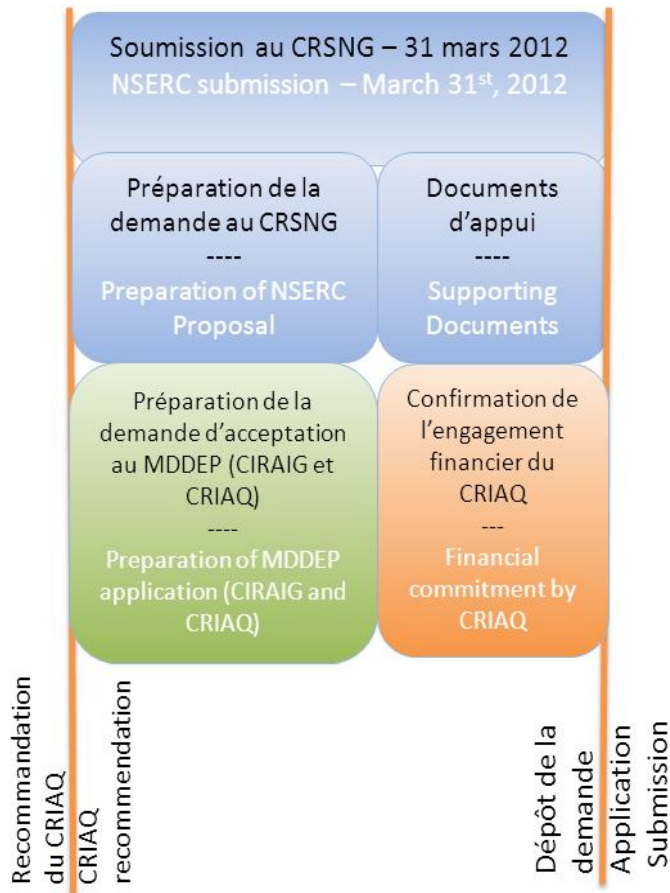 Soumission au CRSNG – 31 mars 2012
NSERC submission – March 31st, 2012
Préparation de la
demande au CRSNG
----
Preparation of NSERC
Proposal
Documents
d'appui
----
Supporting
Documents
Préparation de la
demande d'acceptation
au MDDEP (CIRAIG et
CRIAQ)
----
Preparation of MDDEP
application (CIRAIG and
CRIAQ)
Confirmation de
l'engagement
financier du
CRIAQ
---
Financial
commitment by
CRIAQ
Recommandation
du CRIAQ
CRIAQ
recommendation
Dépôt de la
demande
Application
Submission